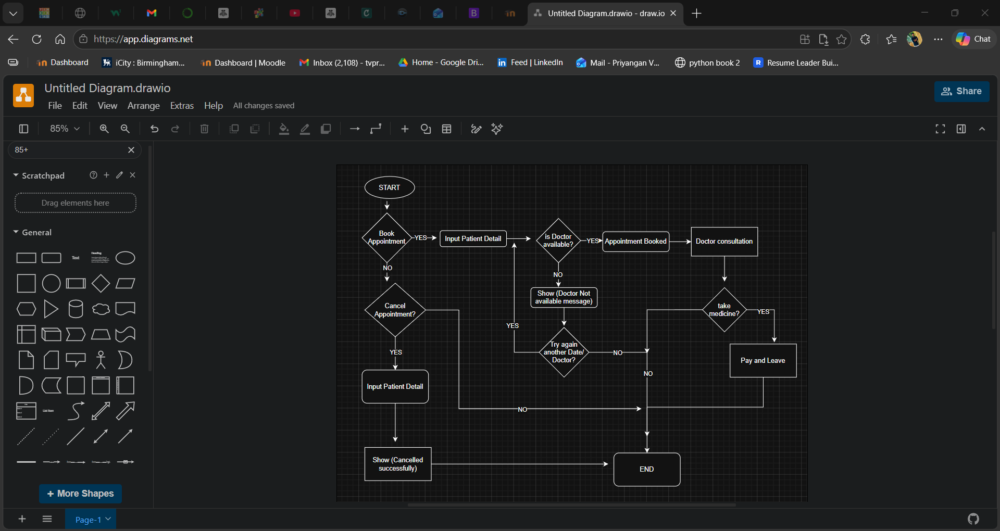 Untitled Diagram.drawio - draw.io
https://app.diagrams.net
Chat
Dashboard
iCity : Birmingham...
Dashboard | Moodle
Inbox (2,108) - tvpr...
Home - Google Dri...
Feed | LinkedIn
Mail - Priyangan V...
python book 2
Resume Leader Bui...
Untitled Diagram.drawio
Share
File Edit View Arrange Extras Help All changes saved
85%
85+
Scratchpad
Drag elements here
General
Text
Heading
List Item
+ More Shapes
Page-1
START
Book
Appointment
YES
Input Patient Detail
is Doctor
available?
YES
Appointment Booked
Doctor consultation
NO
NO
Show (Doctor Not
available message)
Cancel
Appointment?
take
medicine?
YES
YES
Try again
another Date/
Doctor?
NO
YES
Pay and Leave
NO
Input Patient Detail
NO
Show (Cancelled
successfully)
END